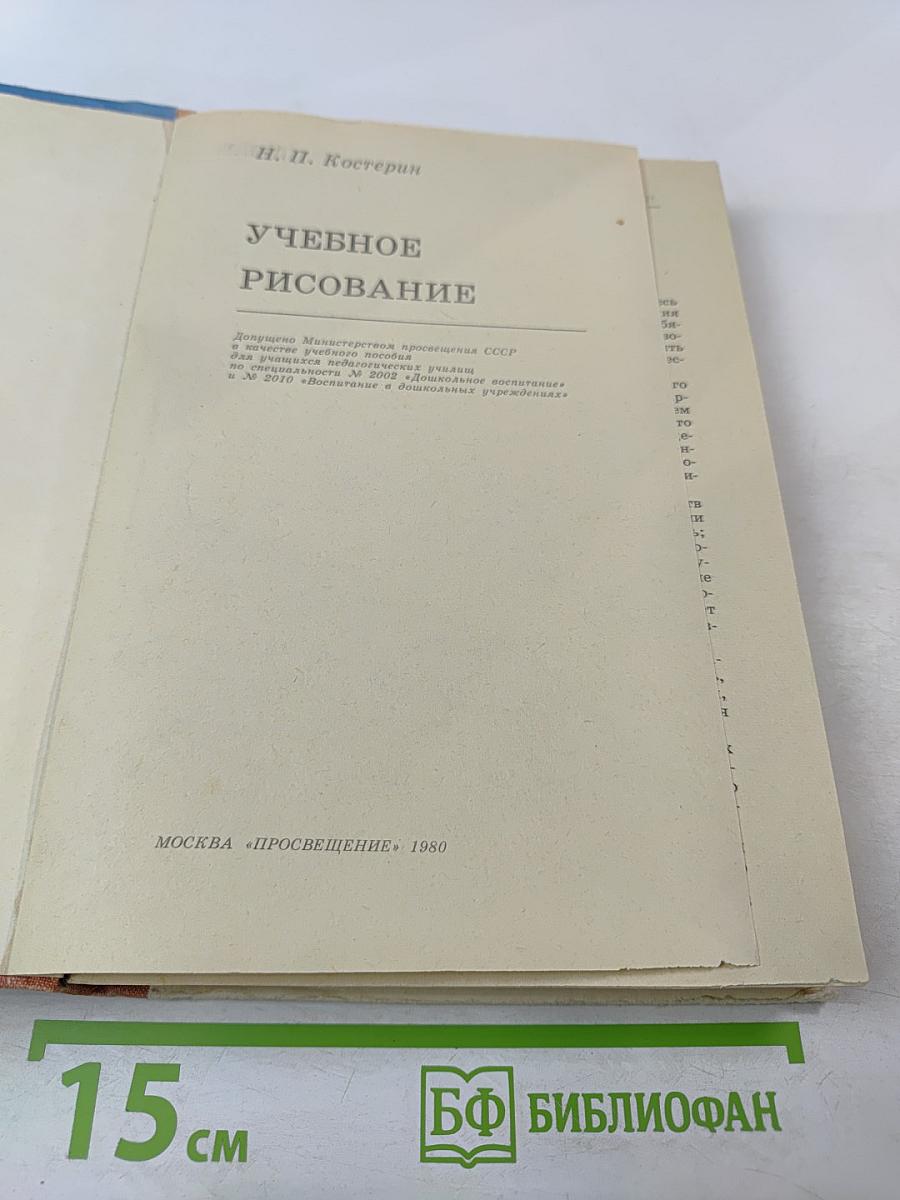 Н. П. Костерин
УЧЕБНОЕ
РИСОВАНИЕ
Допущено Министерством просвещения СССР
в качестве учебного пособия
для учащихся педагогических училищ
по специальности № 2002 «Дошкольное воспитание»
и № 2010 «Воспитание в дошкольных учреждениях»
МОСКВА «ПРОСВЕЩЕНИЕ» 1980
15 см
БФ БИБЛИОФАН